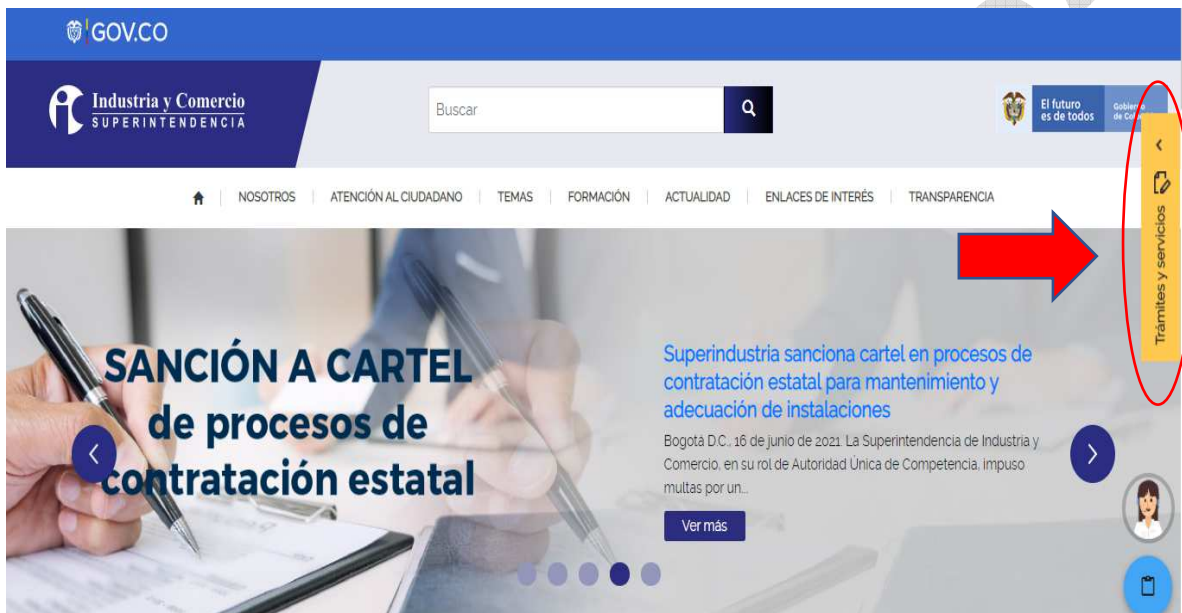 GOV.CO
Industria y Comercio
SUPERINTENDENCIA
Buscar
El futuro
es de todos
Gobierno
de
NOSOTROS
ATENCIÓN AL CIUDADANO
TEMAS
FORMACIÓN
ACTUALIDAD
ENLACES DE INTERÉS
TRANSPARENCIA
Trámites y servicios
SANCIÓN A CARTEL
de procesos de
contratación estatal
Superindustria sanciona cartel en procesos de
contratación estatal para mantenimiento y
adecuación de instalaciones
Bogotá D.C., 16 de junio de 2021. La Superintendencia de Industria y
Comercio, en su rol de Autoridad Única de Competencia, impuso
multas por un...
Ver más